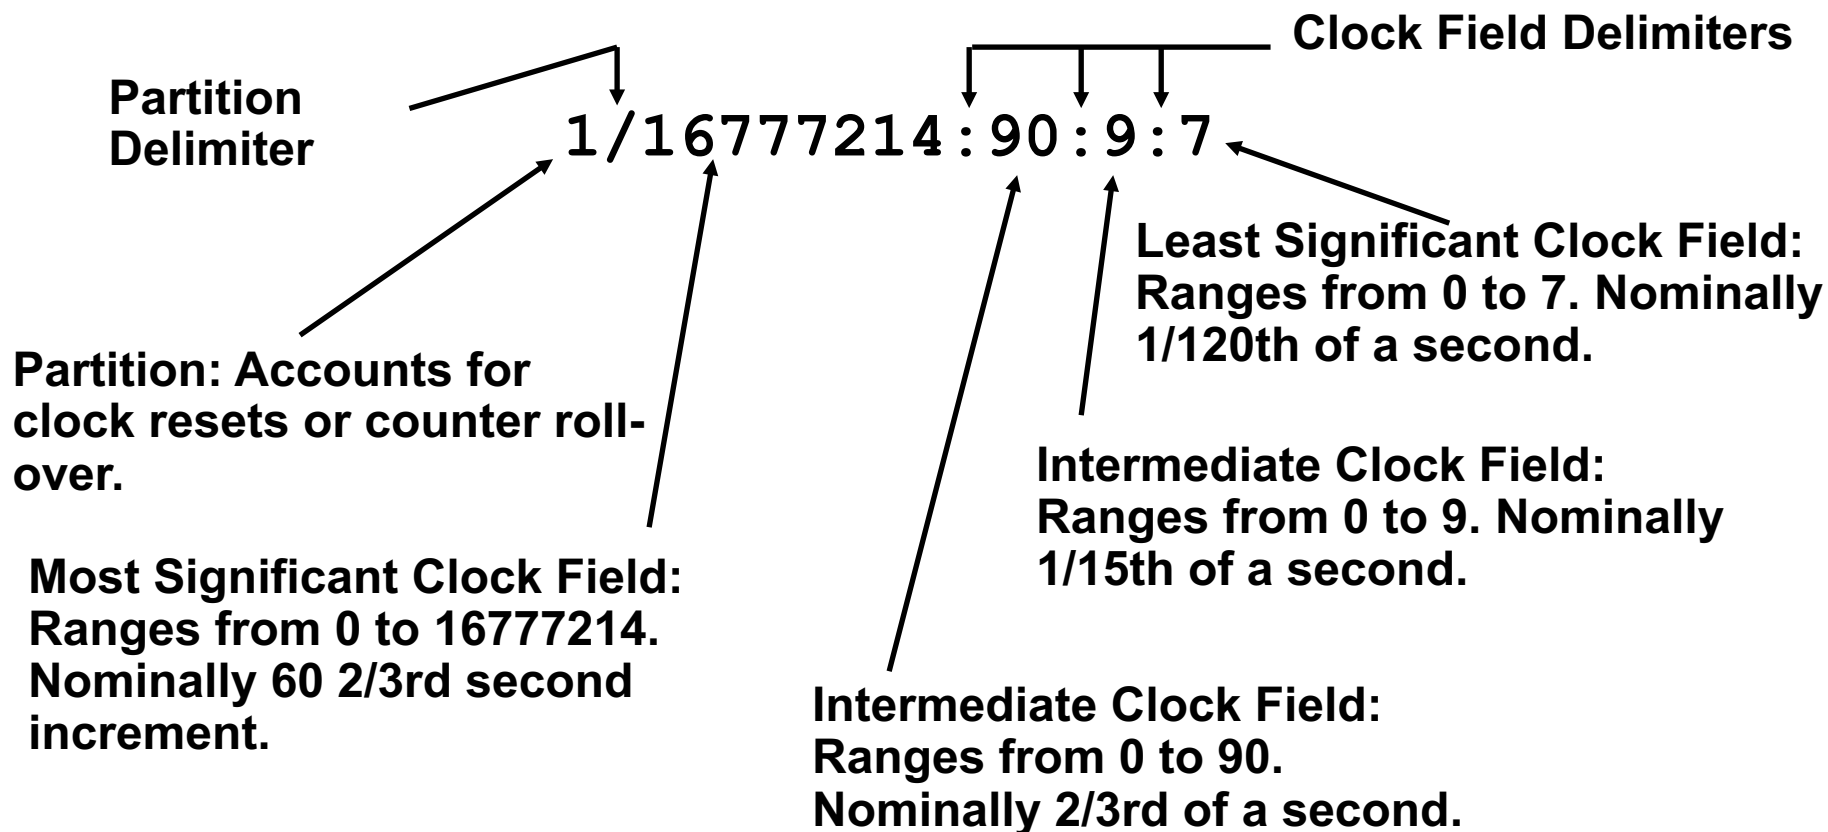 Clock Field Delimiters
Partition
Delimiter
1/16777214:90:9:7
Least Significant Clock Field:
Ranges from 0 to 7. Nominally
1/120th of a second.
Partition: Accounts for
clock resets or counter roll-
over.
Intermediate Clock Field:
Ranges from 0 to 9. Nominally
1/15th of a second.
Most Significant Clock Field:
Ranges from 0 to 16777214.
Nominally 60 2/3rd second
increment.
Intermediate Clock Field:
Ranges from 0 to 90.
Nominally 2/3rd of a second.